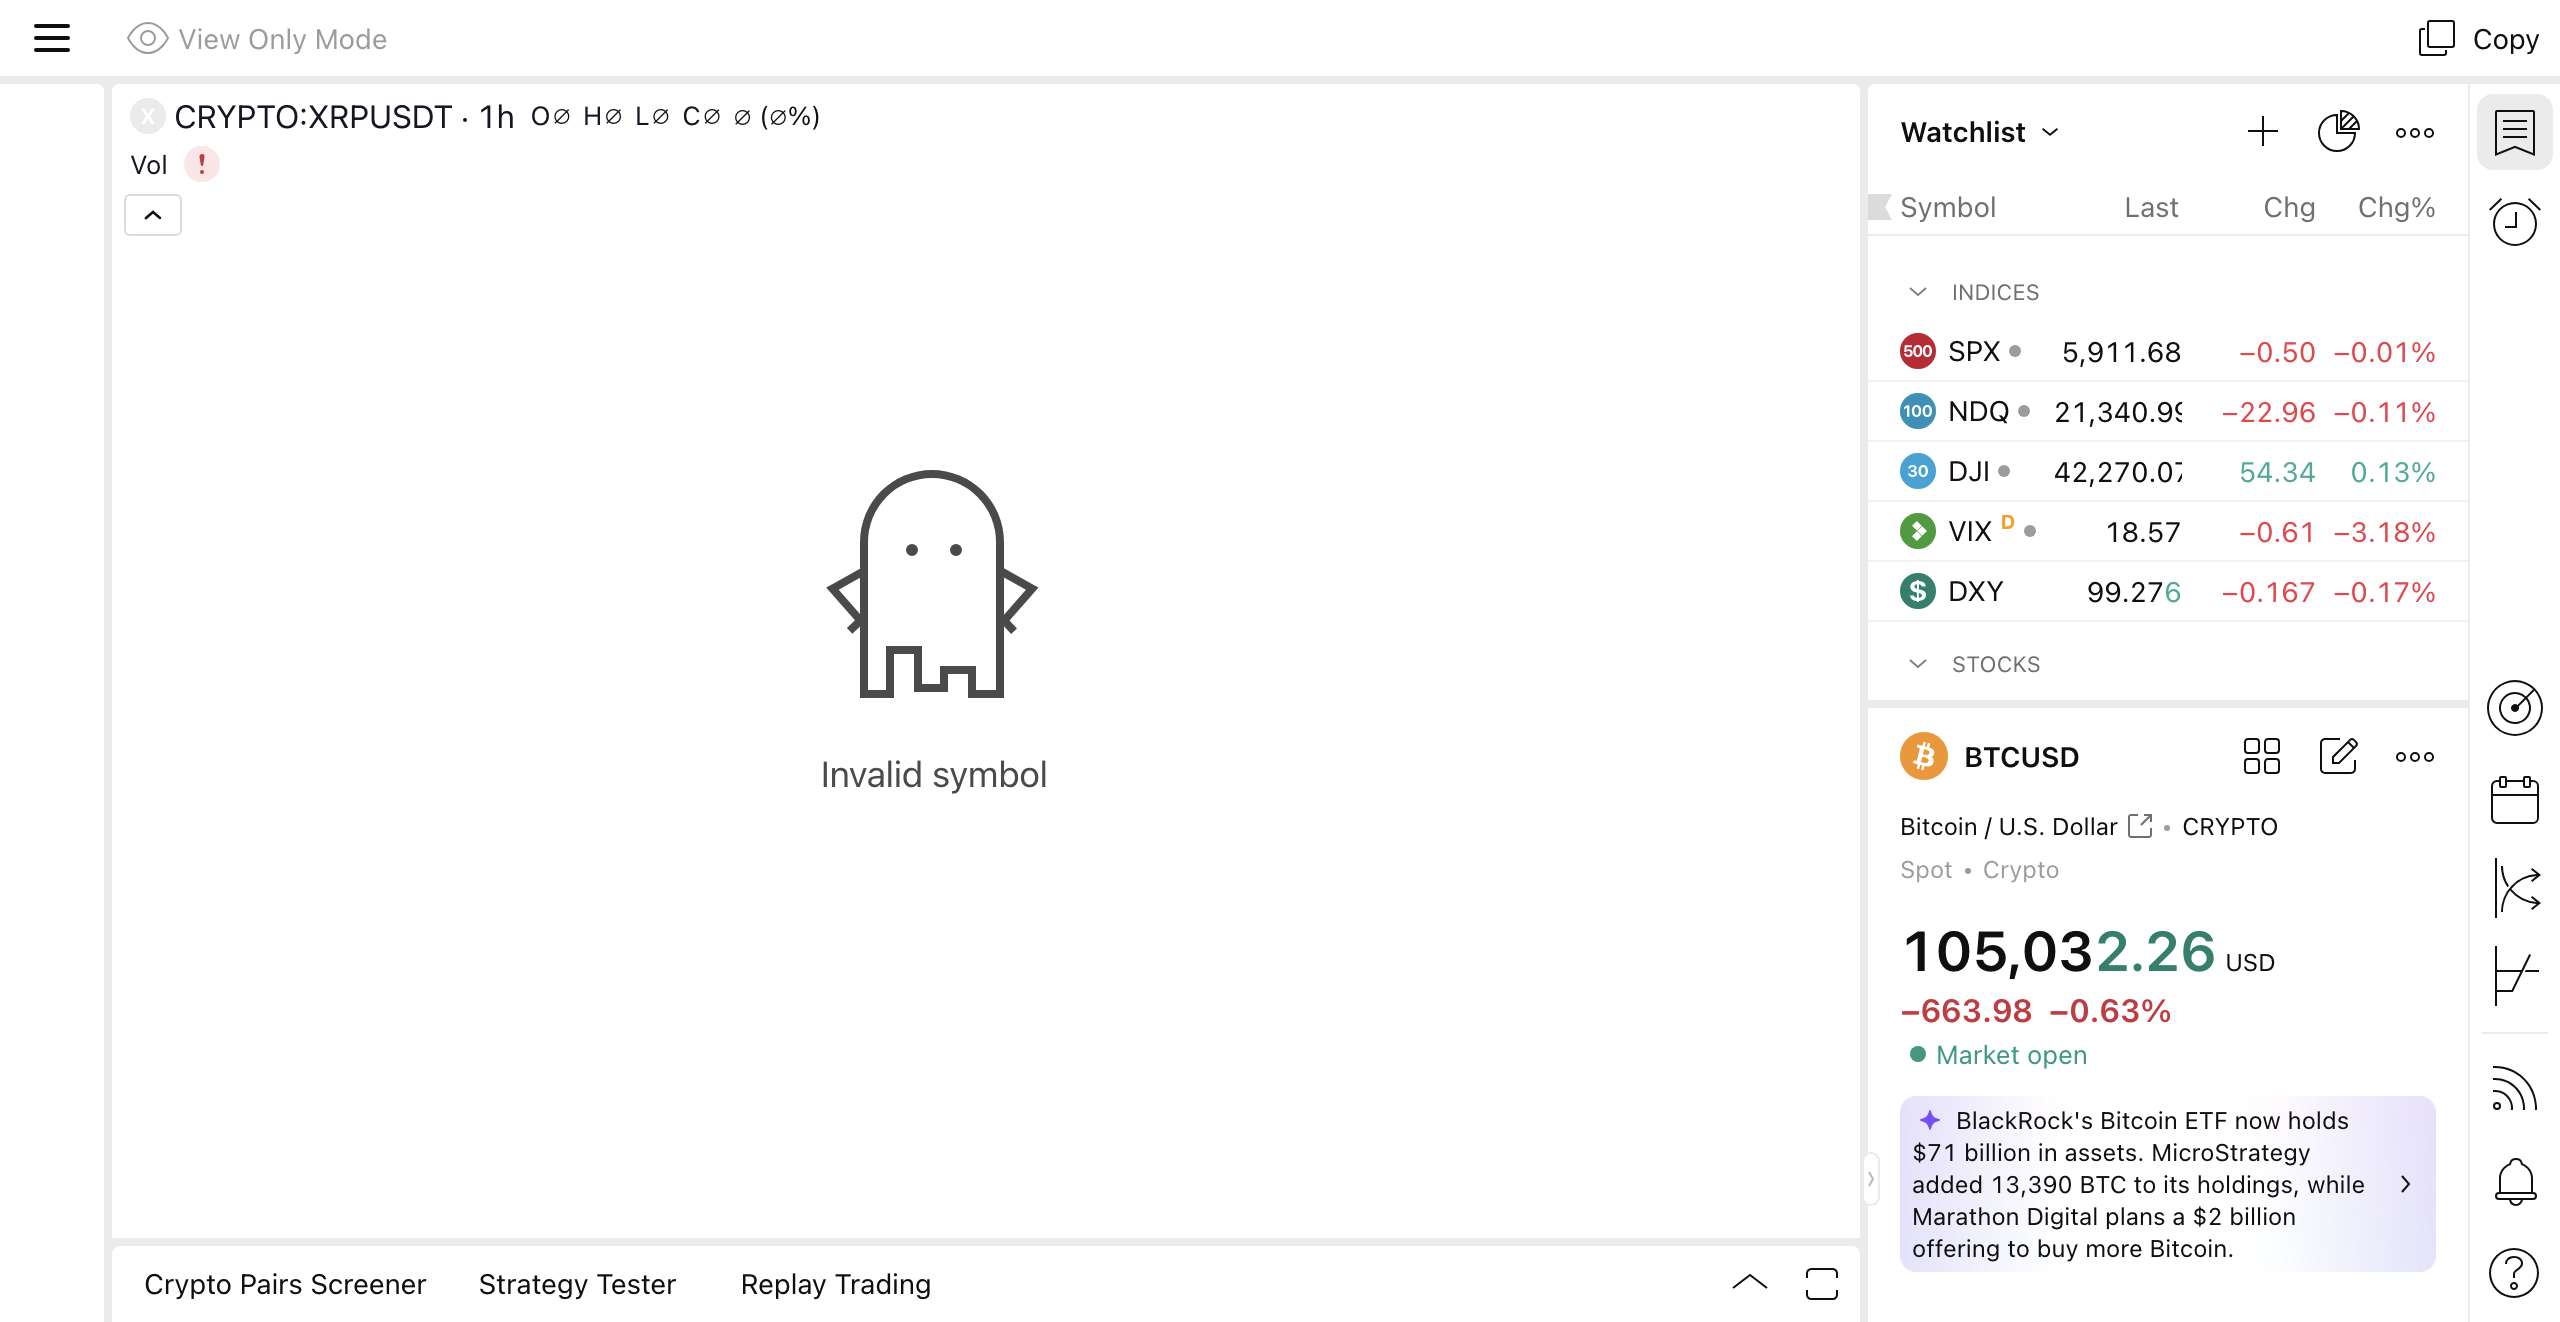 View Only Mode
Copy
X CRYPTO:XRPUSDT · 1h O∅ H∅ L∅ C∅ ∅ (∅%)
Vol !
Invalid symbol
Crypto Pairs Screener Strategy Tester Replay Trading
Watchlist
Symbol Last Chg Chg%
INDICES
500 SPX 5,911.68 −0.50 −0.01%
100 NDQ 21,340.99 −22.96 −0.11%
30 DJI 42,270.07 54.34 0.13%
VIX D 18.57 −0.61 −3.18%
$ DXY 99.276 −0.167 −0.17%
STOCKS
BTCUSD
Bitcoin / U.S. Dollar • CRYPTO
Spot • Crypto
105,032.26 USD
−663.98 −0.63%
Market open
BlackRock's Bitcoin ETF now holds
$71 billion in assets. MicroStrategy
added 13,390 BTC to its holdings, while
Marathon Digital plans a $2 billion
offering to buy more Bitcoin.